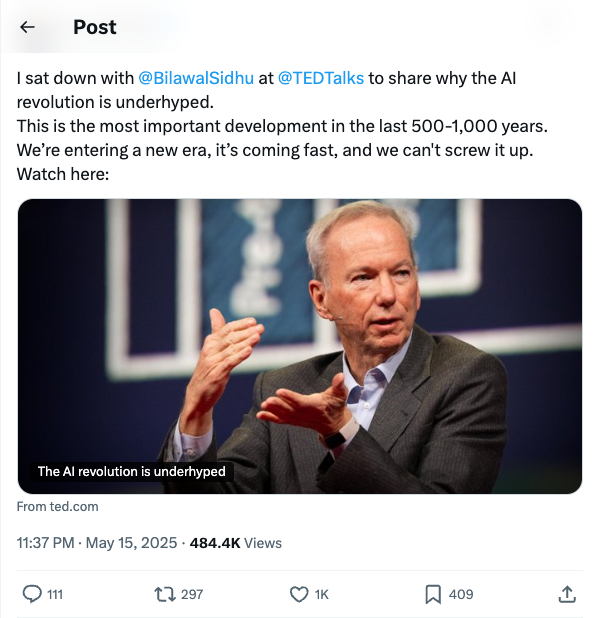 Post
I sat down with @BilawalSidhu at @TEDTalks to share why the AI
revolution is underhyped.
This is the most important development in the last 500-1,000 years.
We’re entering a new era, it’s coming fast, and we can't screw it up.
Watch here:
The AI revolution is underhyped
From ted.com
11:37 PM · May 15, 2025 · 484.4K Views
111 297 1K 409